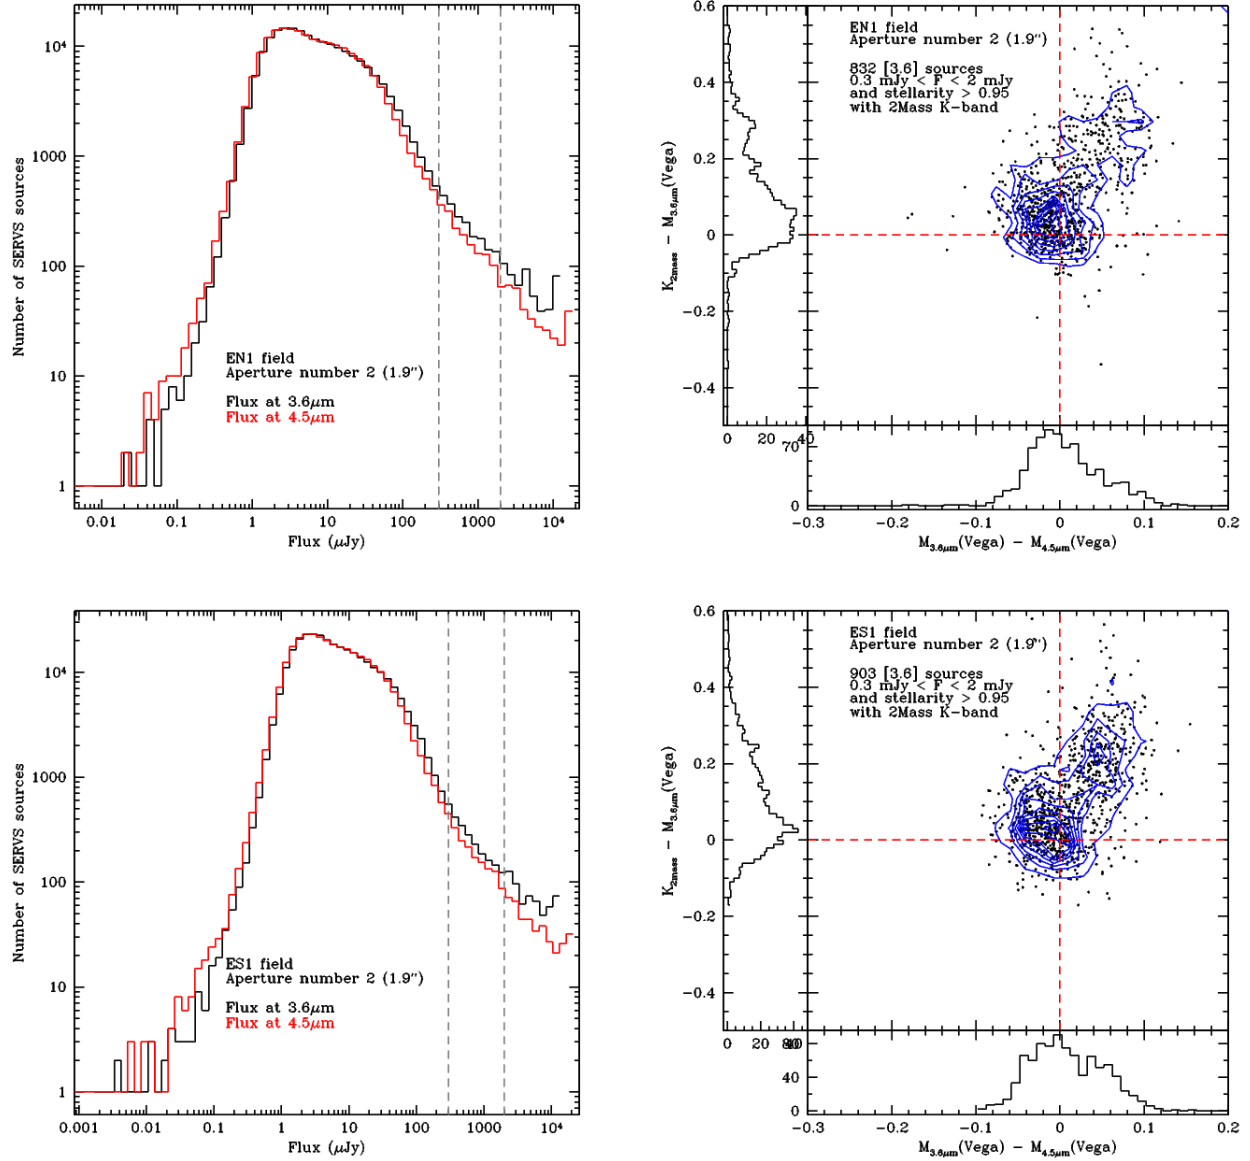 Number of SERVS sources
10⁴
1000
100
10
1
EN1 field
Aperture number 2 (1.9")
Flux at 3.6μm
Flux at 4.5μm
0.01 0.1 1 10 100 1000 10⁴
Flux (μJy)
K2mass − M3.6μm(Vega)
0.6
0.4
0.2
0
−0.2
−0.4
EN1 field
Aperture number 2 (1.9")
832 [3.6] sources
0.3 mJy < F < 2 mJy
and stellarity > 0.95
with 2Mass K-band
0 20 40
70
0
−0.3 −0.2 −0.1 0 0.1 0.2
M3.6μm(Vega) − M4.5μm(Vega)
Number of SERVS sources
10⁴
1000
100
10
1
ES1 field
Aperture number 2 (1.9")
Flux at 3.6μm
Flux at 4.5μm
0.001 0.01 0.1 1 10 100 1000 10⁴
Flux (μJy)
K2mass − M3.6μm(Vega)
0.6
0.4
0.2
0
−0.2
−0.4
ES1 field
Aperture number 2 (1.9")
903 [3.6] sources
0.3 mJy < F < 2 mJy
and stellarity > 0.95
with 2Mass K-band
0 20 40
80
40
0
−0.3 −0.2 −0.1 0 0.1 0.2
M3.6μm(Vega) − M4.5μm(Vega)